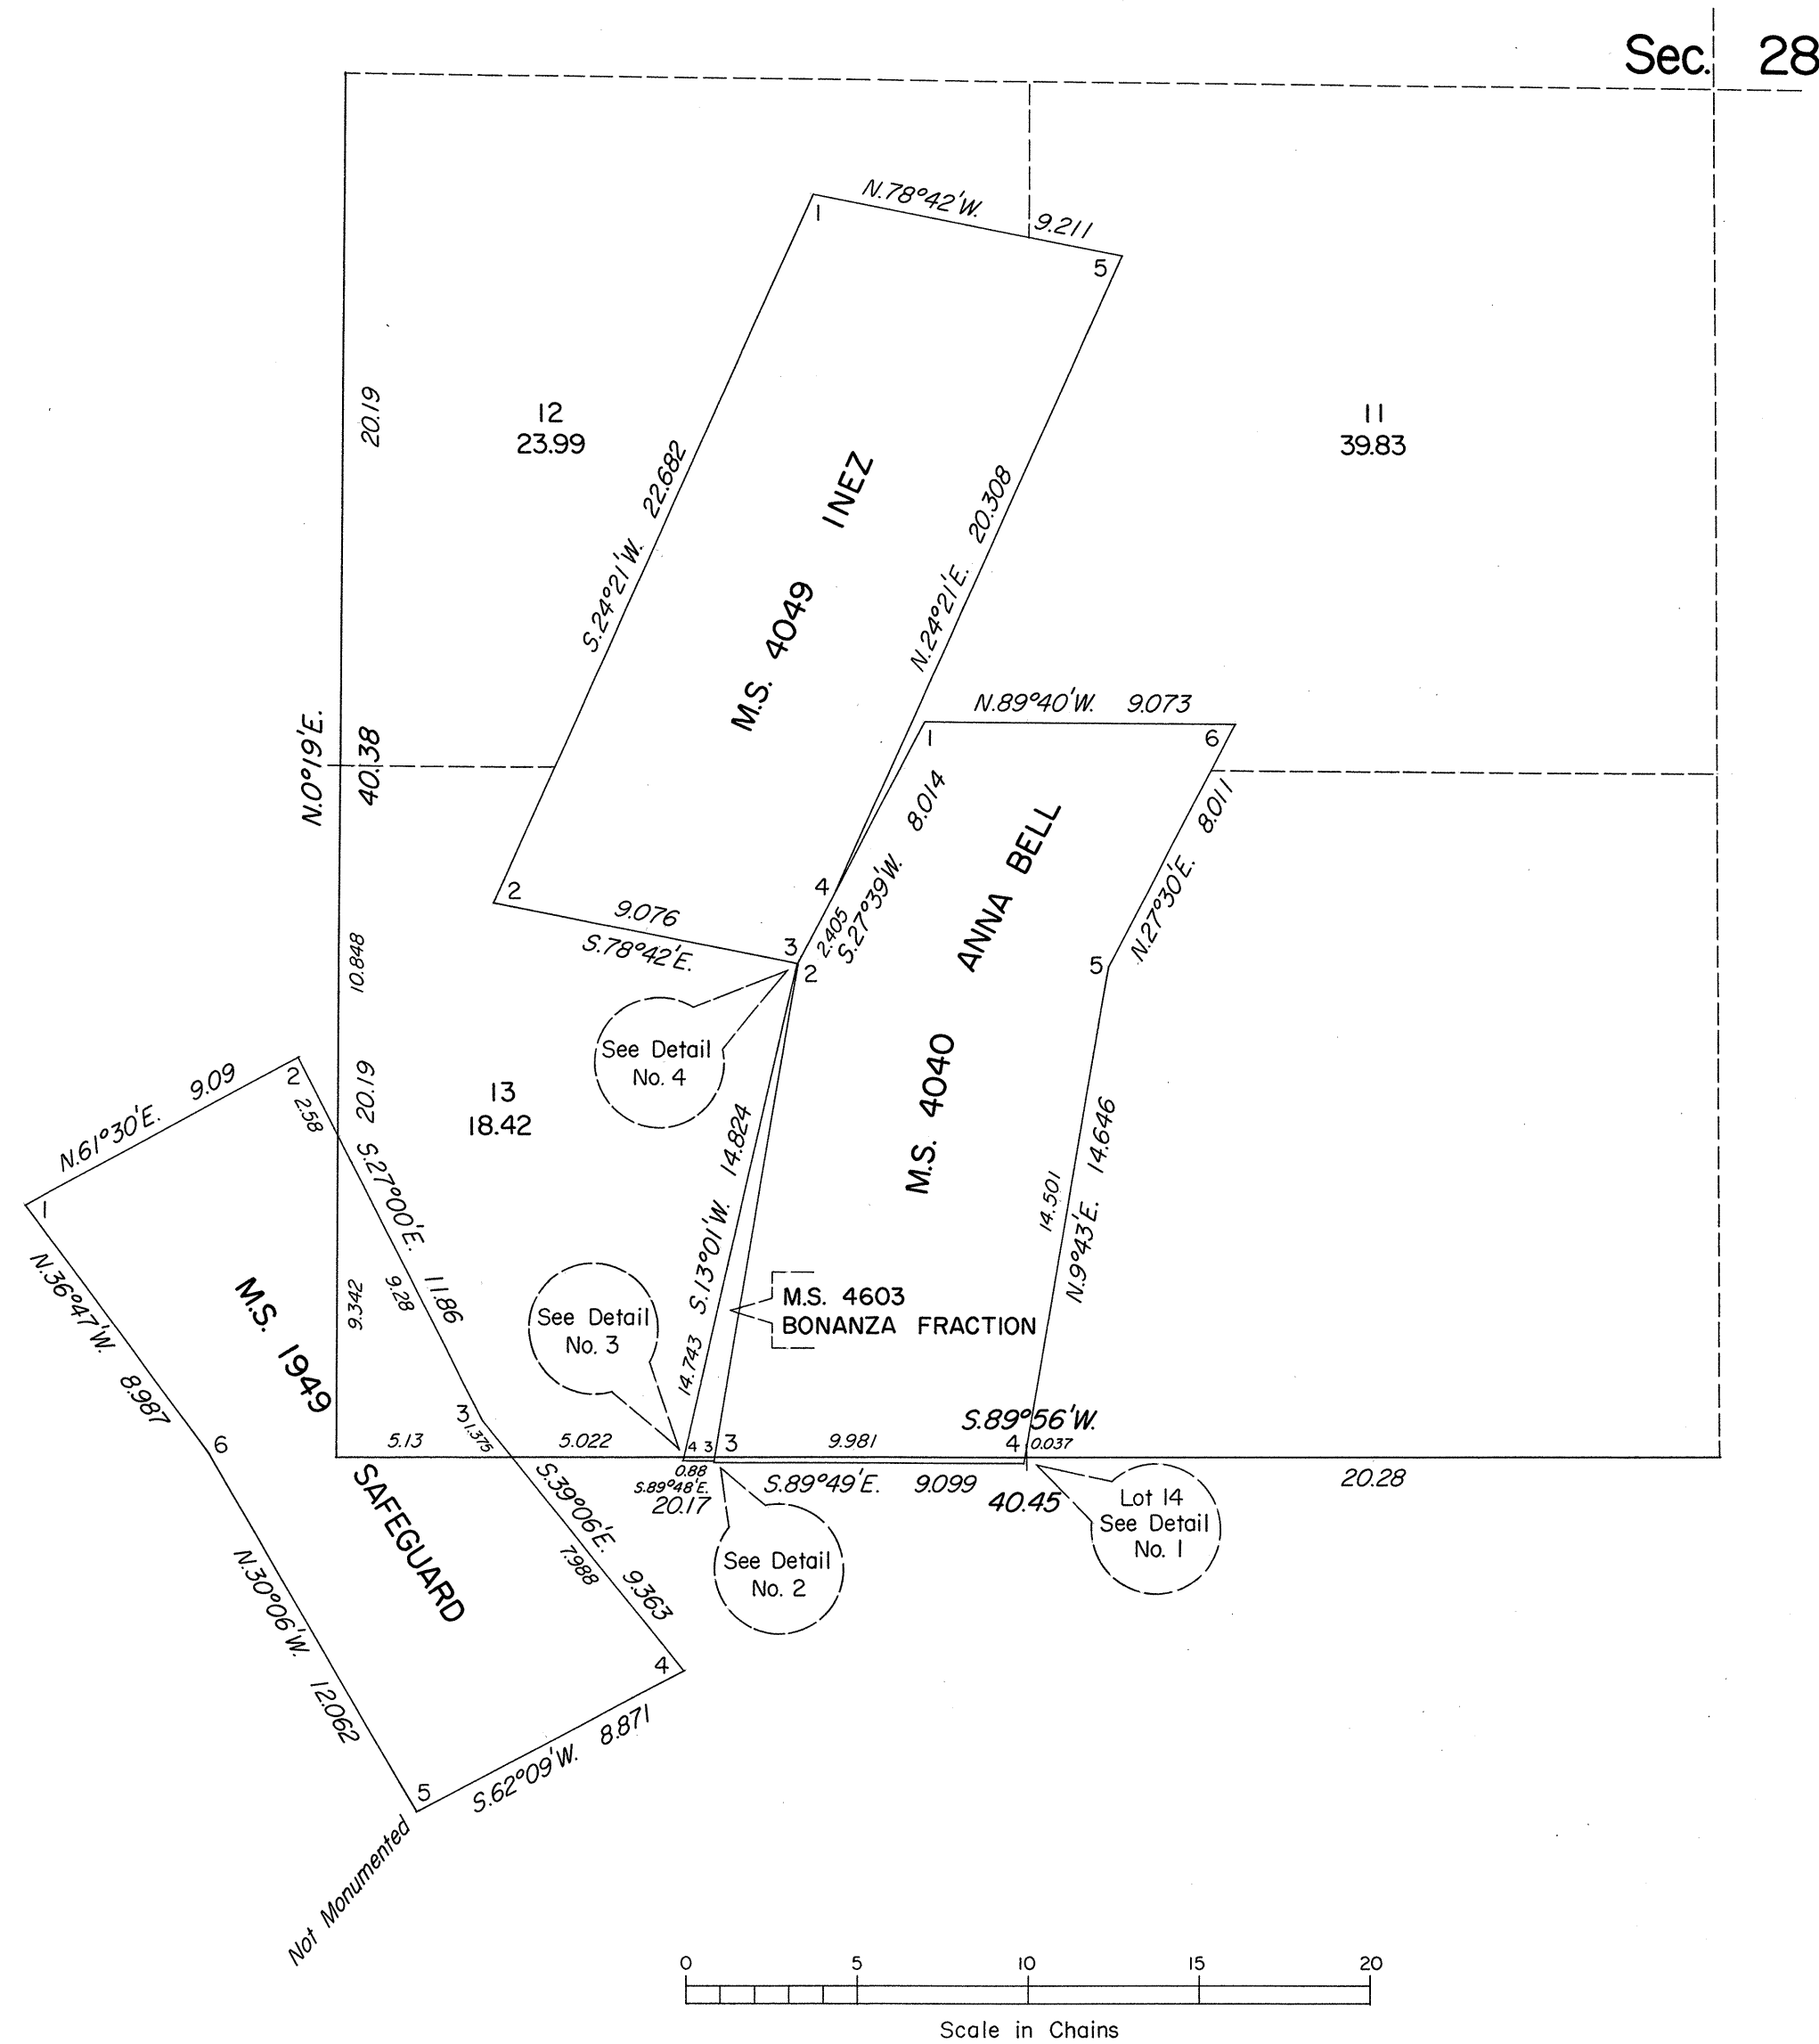 Sec. 28
N.78°42'W. 9.211
1
5
20.19
12
23.99
11
39.83
S.24°21'W. 22.682
M.S. 4049 INEZ
N.24°21'E. 20.308
N.89°40'W. 9.073
1
6
N.0°19'E.
40.38
8.014
S.27°39'W.
2.405
8.011
N.27°30'E.
M.S. 4040 ANNA BELL
2
4
9.076
S.78°42'E.
3
2
5
10.848
See Detail
No. 4
N.61°30'E. 9.09
2
2.58
20.19
13
18.42
S.27°00'E. 11.86
9.28
14.824
S.13°01'W.
14.743
14.646
14.501
N.9°43'E.
1
N.36°47'W. 8.987
M.S. 1949
SAFEGUARD
9.342
See Detail
No. 3
M.S. 4603
BONANZA FRACTION
6
3
1.375
5.13
5.022
4 3
3
9.981
S.89°56'W.
4
0.037
0.88
S.89°48'E.
20.17
S.89°49'E. 9.099
40.45
20.28
S.39°06'E. 9.363
7.988
See Detail
No. 2
Lot 14
See Detail
No. 1
N.30°06'W. 12.062
4
S.62°09'W. 8.871
5
Not Monumented
0 5 10 15 20
Scale in Chains